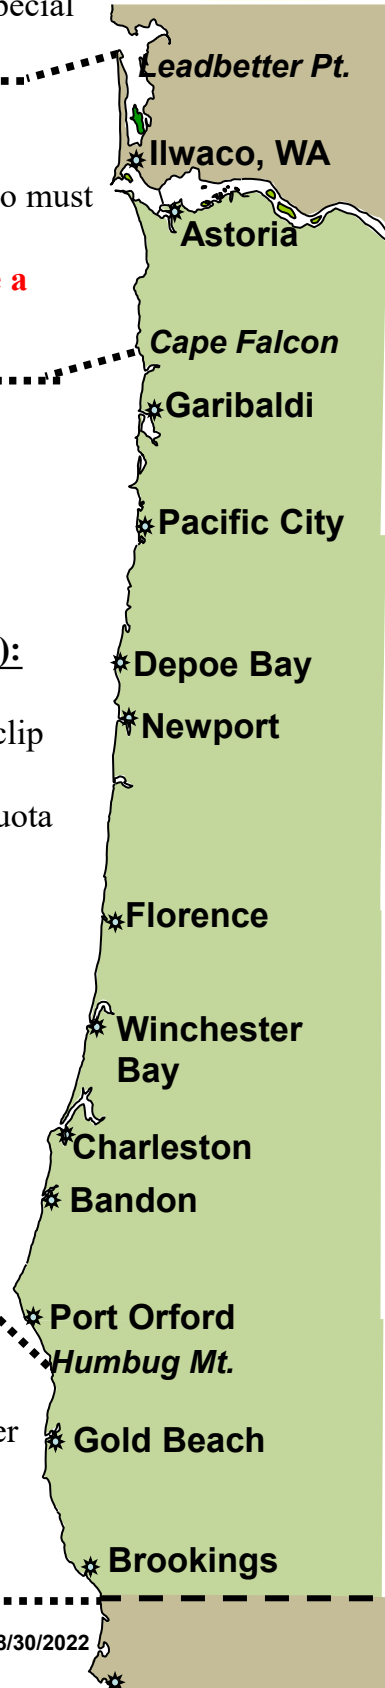 pecial
Leadbetter Pt.
Ilwaco, WA
o must
Astoria
a
Cape Falcon
Garibaldi
Pacific City
):
Depoe Bay
clip
Newport
uota
Florence
Winchester
Bay
Charleston
Bandon
Port Orford
Humbug Mt.
er
Gold Beach
Brookings
8/30/2022